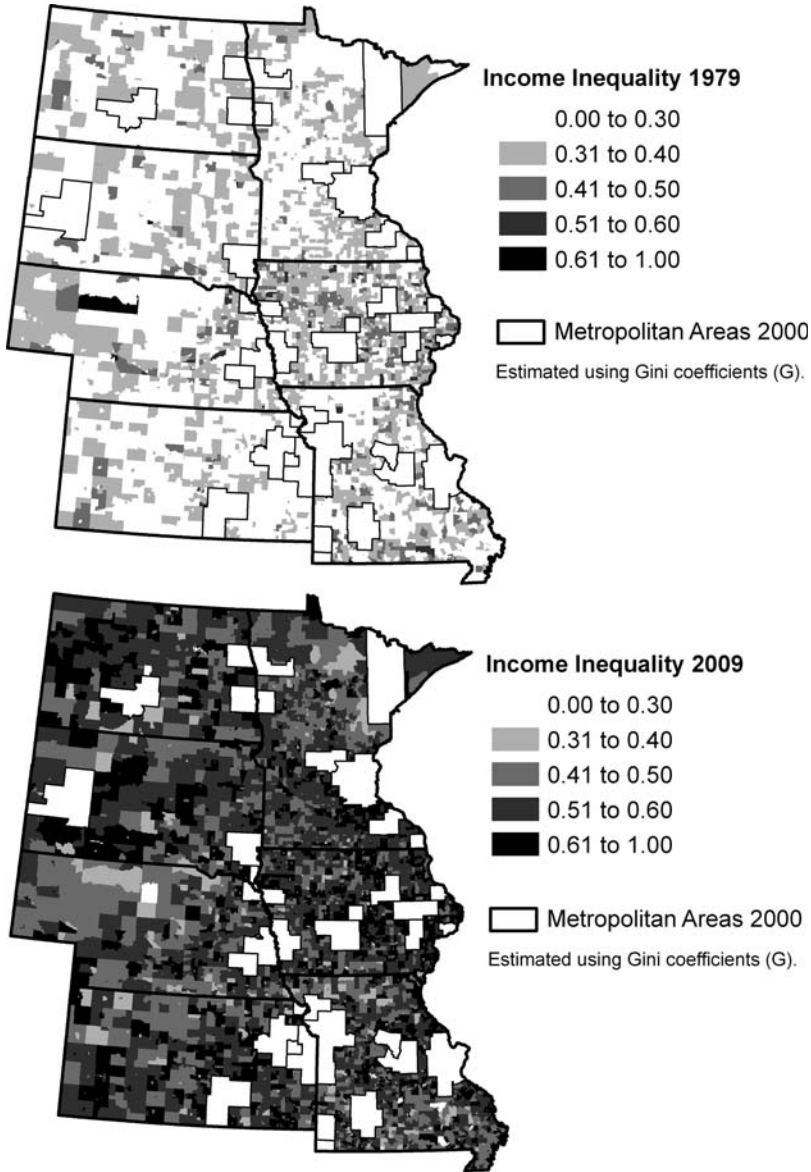 Income Inequality 1979
0.00 to 0.30
0.31 to 0.40
0.41 to 0.50
0.51 to 0.60
0.61 to 1.00
Metropolitan Areas 2000
Estimated using Gini coefficients (G).
Income Inequality 2009
0.00 to 0.30
0.31 to 0.40
0.41 to 0.50
0.51 to 0.60
0.61 to 1.00
Metropolitan Areas 2000
Estimated using Gini coefficients (G).